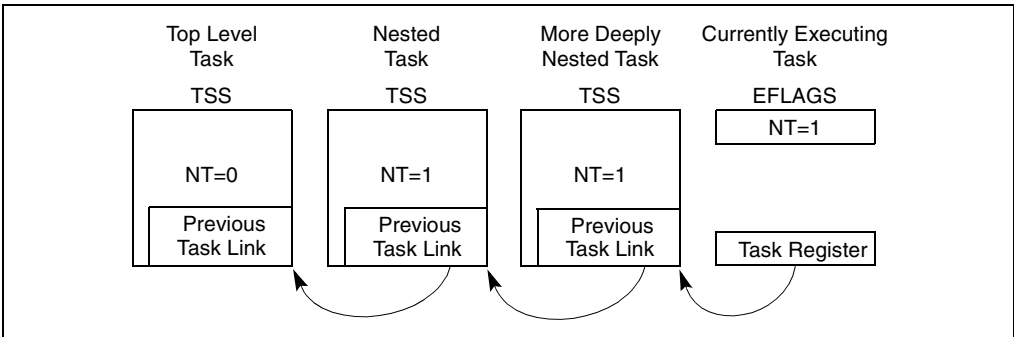 Top Level
Task
TSS
NT=0
Previous
Task Link
Nested
Task
TSS
NT=1
Previous
Task Link
More Deeply
Nested Task
TSS
NT=1
Previous
Task Link
Currently Executing
Task
EFLAGS
NT=1
Task Register